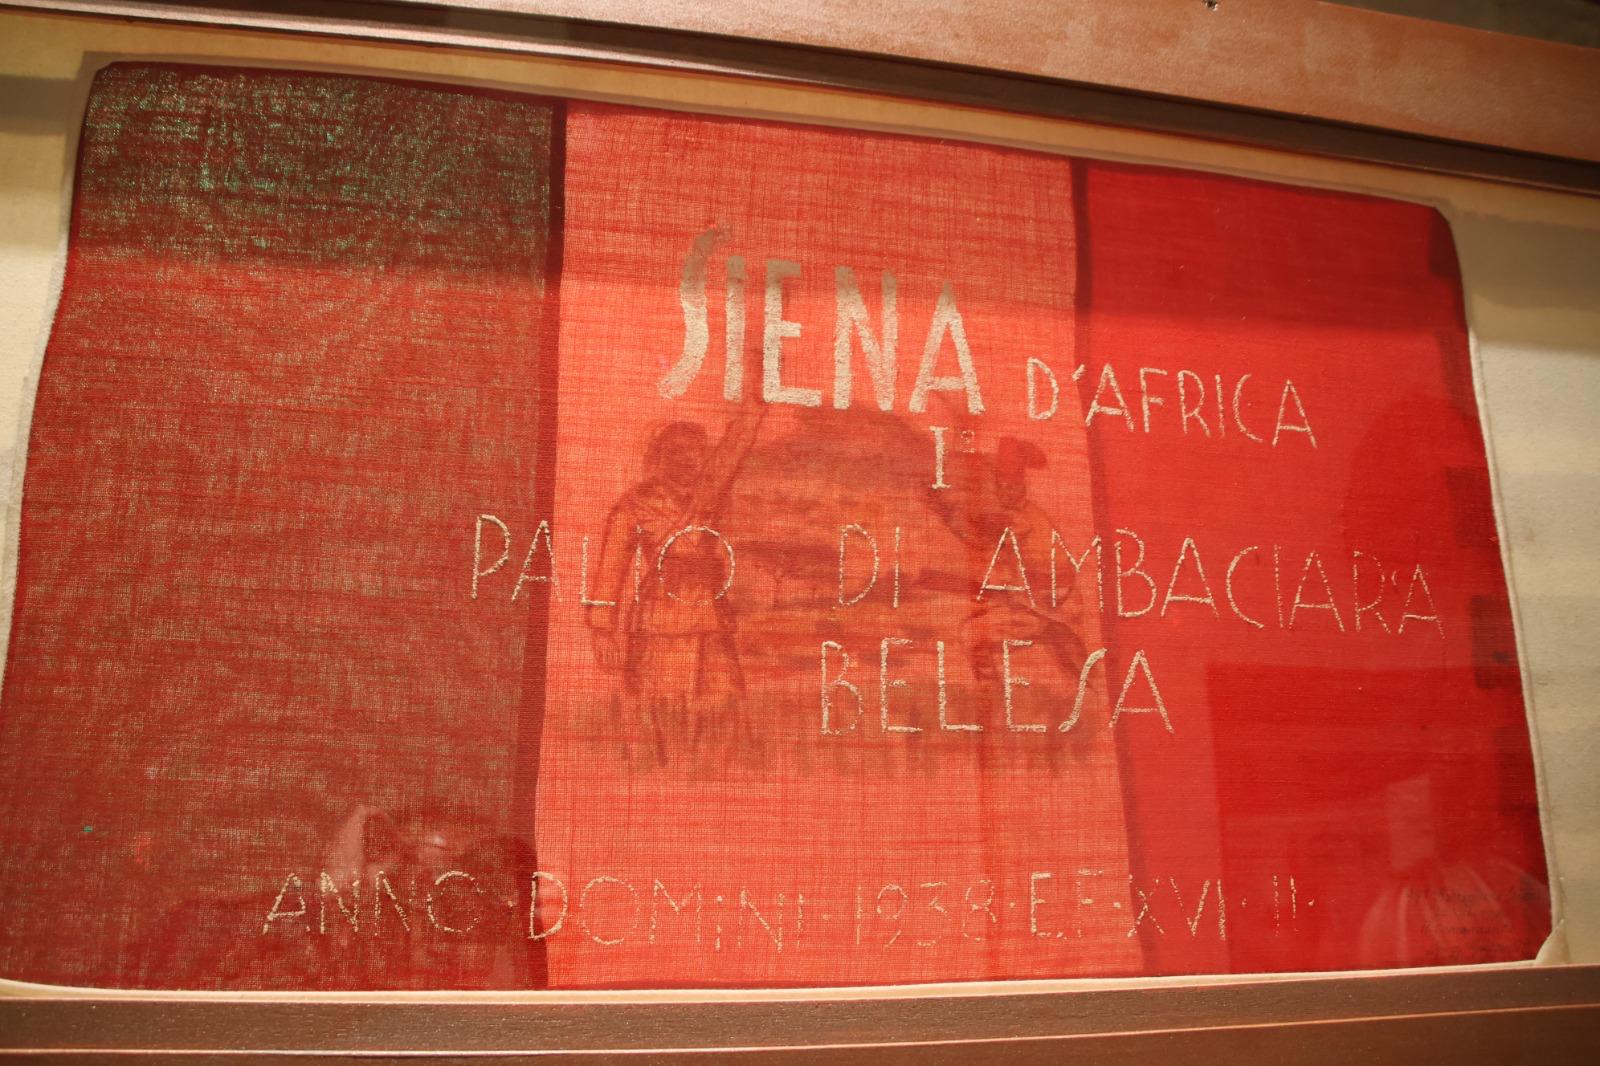 SIENA D'AFRICA
I°
PALIO DI AMBACIARA
BELESA
ANNO·DOMINI·1938·E.F·XVI·II·